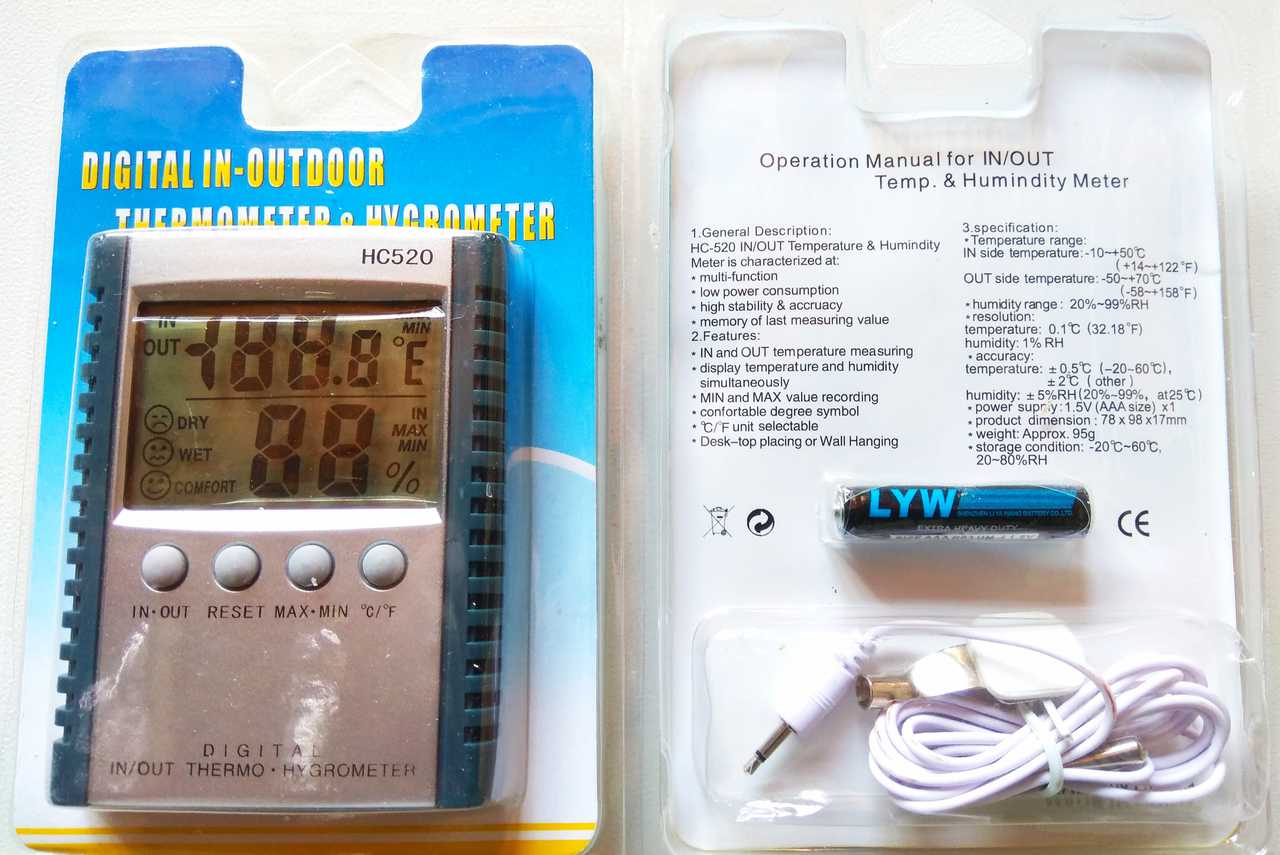 DIGITAL IN-OUTDOOR
THERMOMETER & HYGROMETER
HC520
IN
OUT
-188.8
MIN
°E
DRY
WET
COMFORT
88
IN
MAX
MIN
%
IN·OUT RESET MAX·MIN °C/°F
DIGITAL
IN/OUT THERMO·HYGROMETER
Operation Manual for IN/OUT
Temp. & Humindity Meter
1.General Description:
HC-520 IN/OUT Temperature & Humindity
Meter is characterized at:
* multi-function
* low power consumption
* high stability & accruacy
* memory of last measuring value
2.Features:
* IN and OUT temperature measuring
* display temperature and humidity
simultaneously
* MIN and MAX value recording
* confortable degree symbol
* °C/°F unit selectable
* Desk-top placing or Wall Hanging
3.specification:
* Temperature range:
IN side temperature:-10~+50°C
(+14~+122°F)
OUT side temperature:-50~+70°C
(-58~+158°F)
* humidity range: 20%~99%RH
* resolution:
temperature: 0.1°C (32.18°F)
humidity: 1% RH
* accuracy:
temperature: ±0.5°C (-20~60°C),
±2°C (other)
humidity: ±5%RH(20%~99%, at25°C)
* power supply:1.5V(AAA size) x1
* product dimension: 78 x 98 x17mm
* weight: Approx. 95g
* storage condition: -20°C~60°C,
20~80%RH
LYW
EXTRA HEAVY DUTY
CE